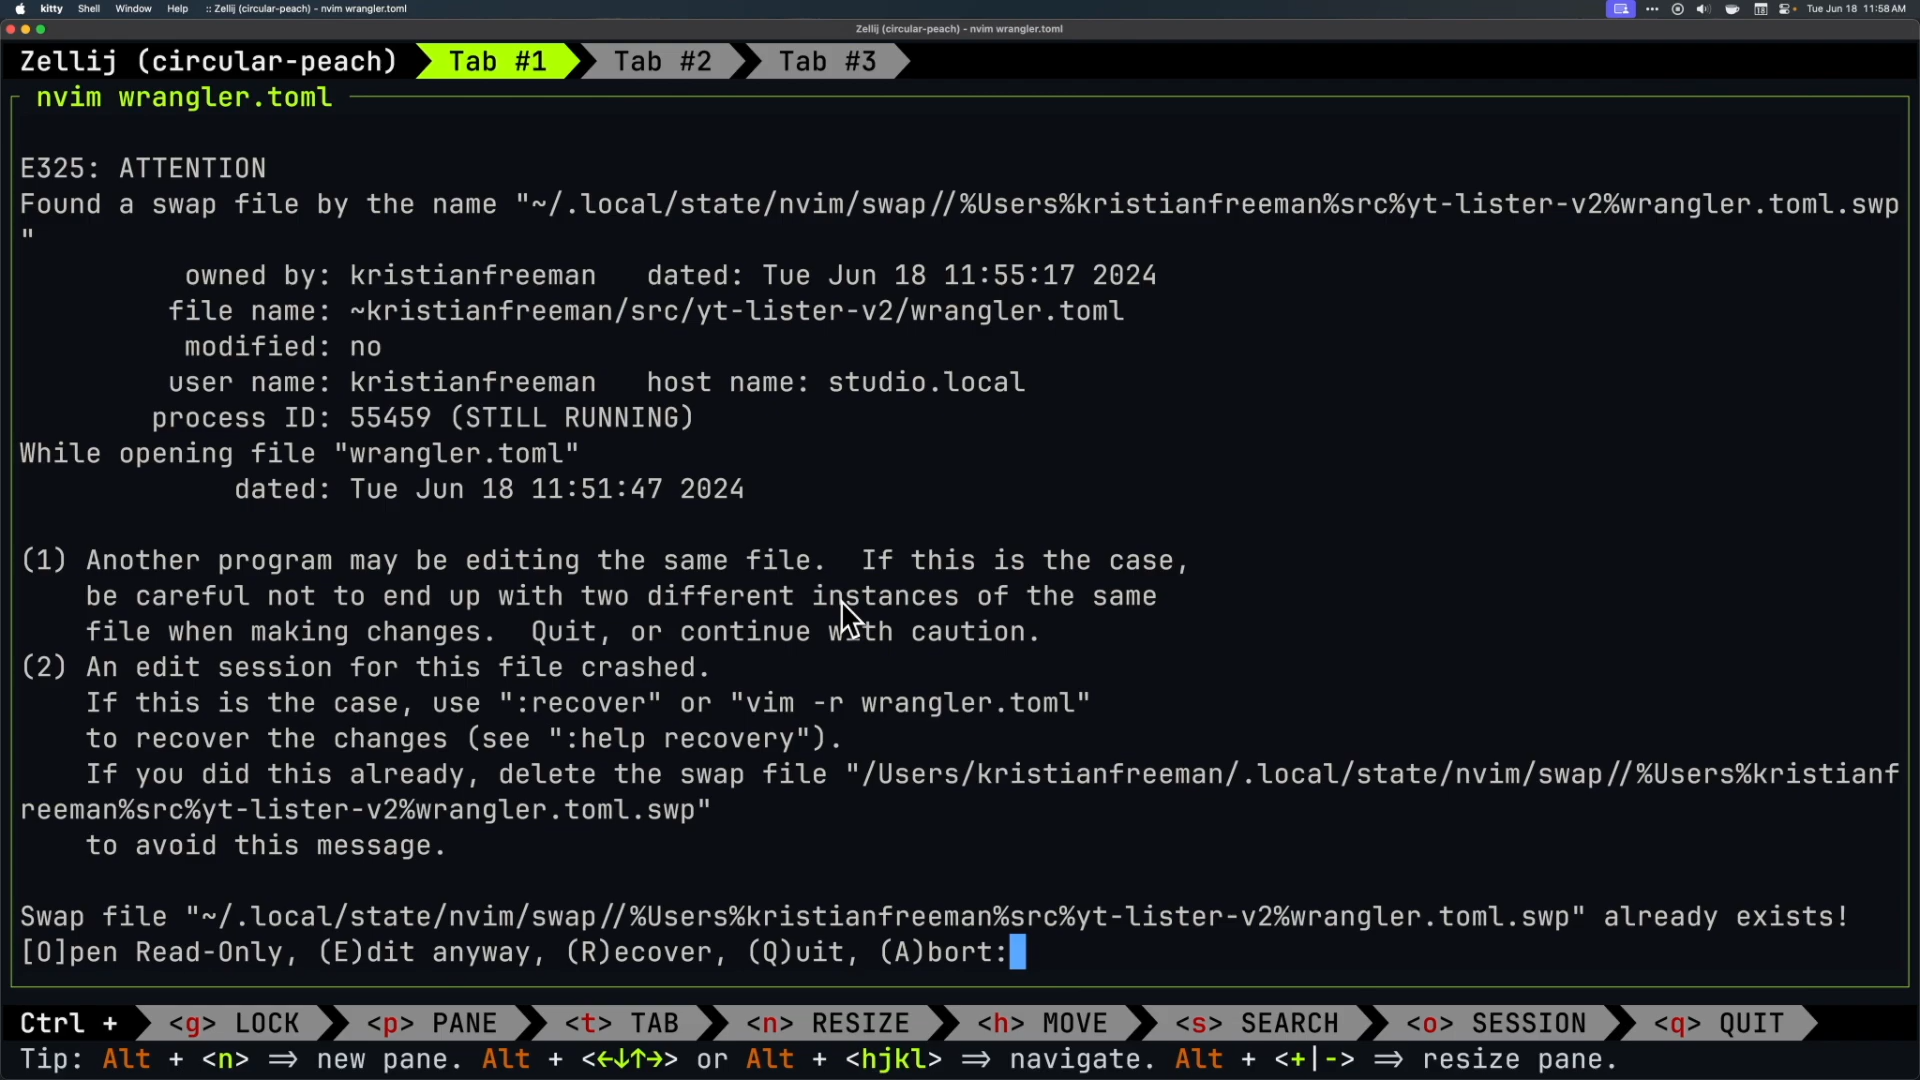 kitty Shell Window Help :: Zellij (circular-peach) - nvim wrangler.toml Tue Jun 18 11:58 AM
Zellij (circular-peach) - nvim wrangler.toml
Zellij (circular-peach) Tab #1 Tab #2 Tab #3
nvim wrangler.toml
E325: ATTENTION
Found a swap file by the name "~/.local/state/nvim/swap//%Users%kristianfreeman%src%yt-lister-v2%wrangler.toml.swp
"
owned by: kristianfreeman dated: Tue Jun 18 11:55:17 2024
file name: ~kristianfreeman/src/yt-lister-v2/wrangler.toml
modified: no
user name: kristianfreeman host name: studio.local
process ID: 55459 (STILL RUNNING)
While opening file "wrangler.toml"
dated: Tue Jun 18 11:51:47 2024
(1) Another program may be editing the same file. If this is the case,
be careful not to end up with two different instances of the same
file when making changes. Quit, or continue with caution.
(2) An edit session for this file crashed.
If this is the case, use ":recover" or "vim -r wrangler.toml"
to recover the changes (see ":help recovery").
If you did this already, delete the swap file "/Users/kristianfreeman/.local/state/nvim/swap//%Users%kristianf
reeman%src%yt-lister-v2%wrangler.toml.swp"
to avoid this message.
Swap file "~/.local/state/nvim/swap//%Users%kristianfreeman%src%yt-lister-v2%wrangler.toml.swp" already exists!
[O]pen Read-Only, (E)dit anyway, (R)ecover, (Q)uit, (A)bort:
Ctrl + <g> LOCK <p> PANE <t> TAB <n> RESIZE <h> MOVE <s> SEARCH <o> SESSION <q> QUIT
Tip: Alt + <n> ⇒ new pane. Alt + <←↓↑→> or Alt + <hjkl> ⇒ navigate. Alt + <+|-> ⇒ resize pane.